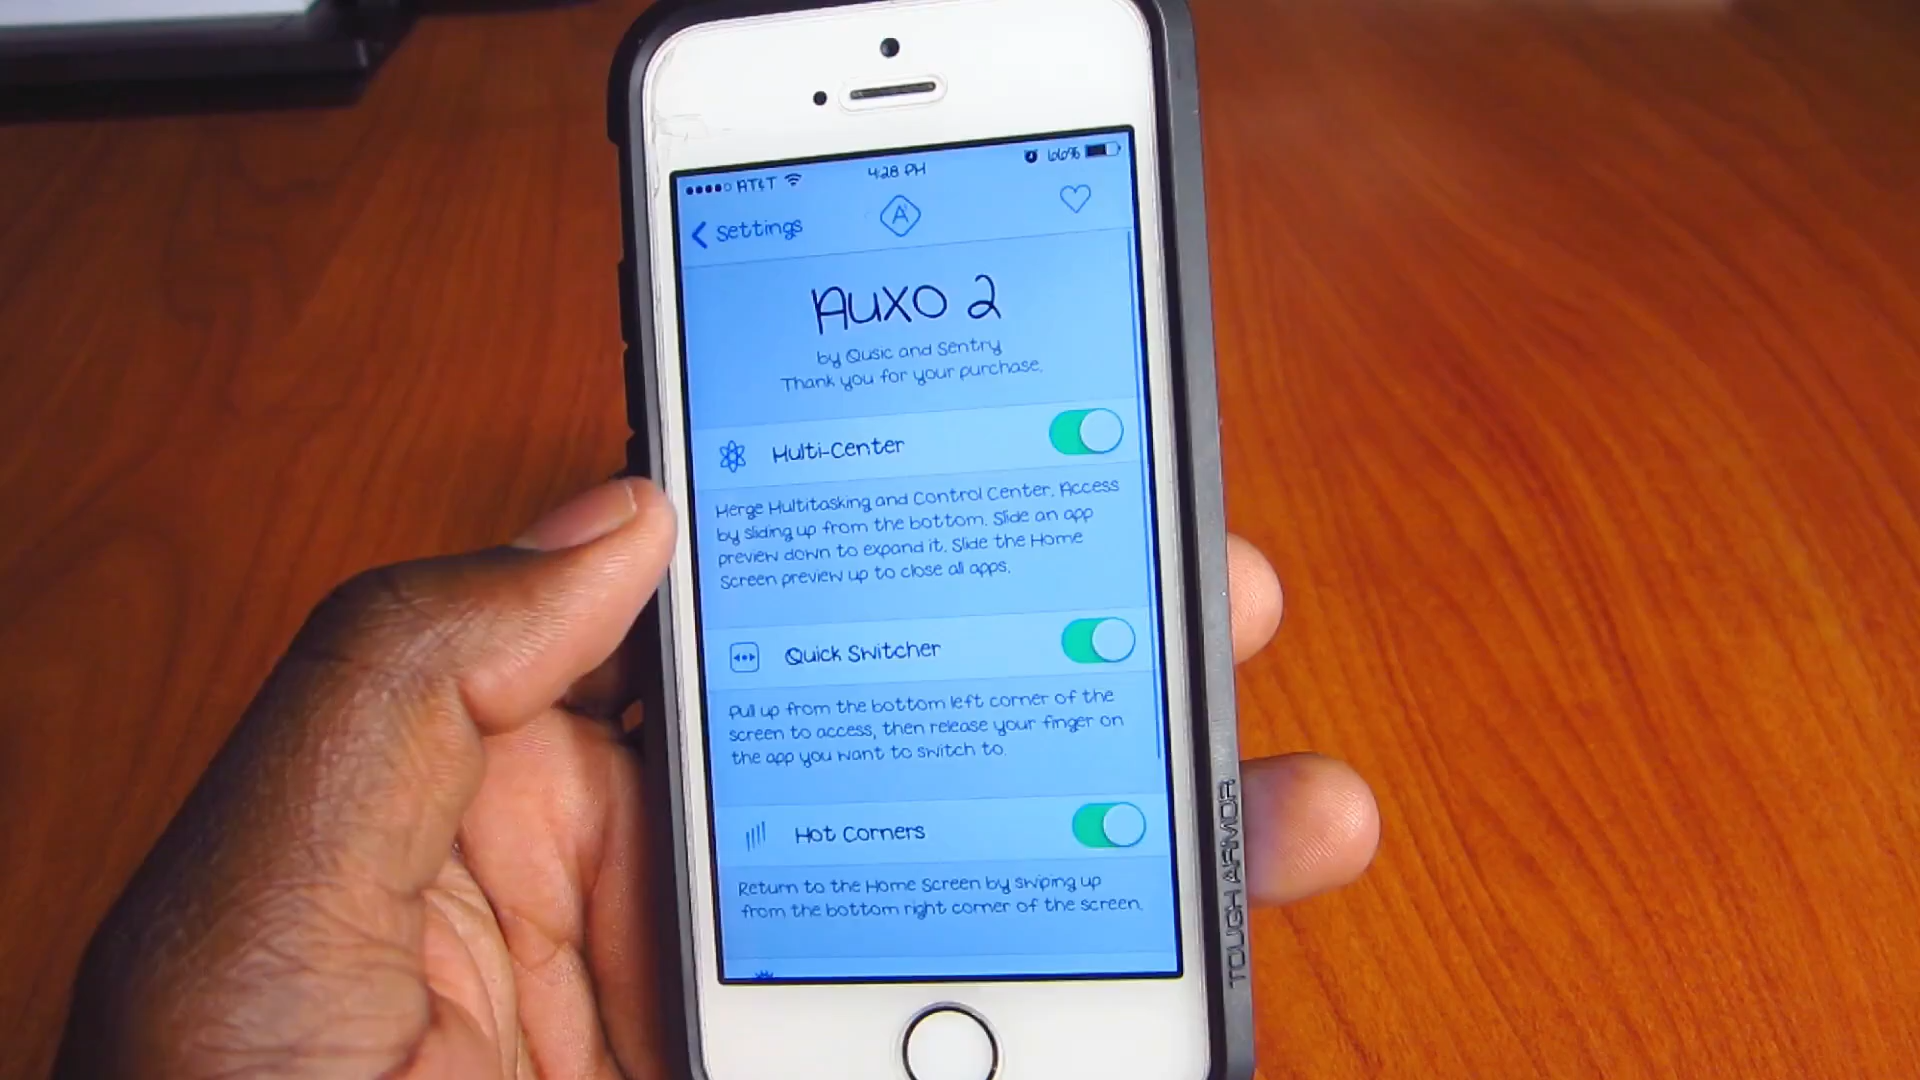 AT&T 4:28 PM 66%
Settings
Auxo 2
by Qusic and Sentry
Thank you for your purchase.
Multi-Center
Merge Multitasking and Control Center. Access
by sliding up from the bottom. Slide an app
preview down to expand it. Slide the Home
Screen preview up to close all apps.
Quick Switcher
Pull up from the bottom left corner of the
screen to access, then release your finger on
the app you want to switch to.
Hot Corners
Return to the Home Screen by swiping up
from the bottom right corner of the screen.
TOUGH ARMOR